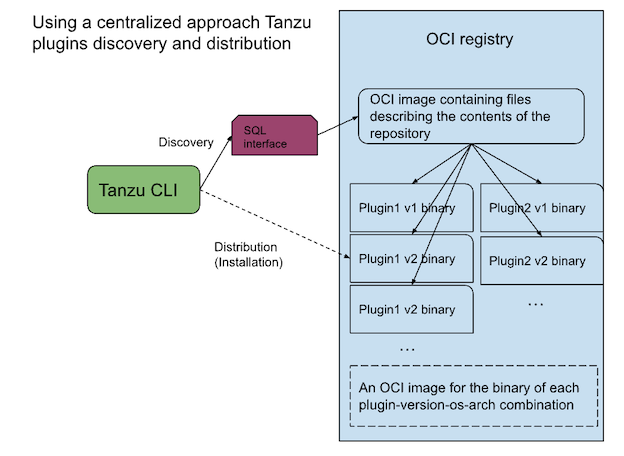 Using a centralized approach Tanzu
plugins discovery and distribution
OCI registry
OCI image containing files
describing the contents of the
repository
SQL
interface
Discovery
Tanzu CLI
Distribution
(Installation)
Plugin1 v1 binary
Plugin2 v1 binary
Plugin1 v2 binary
Plugin2 v2 binary
Plugin1 v2 binary
...
...
An OCI image for the binary of each
plugin-version-os-arch combination